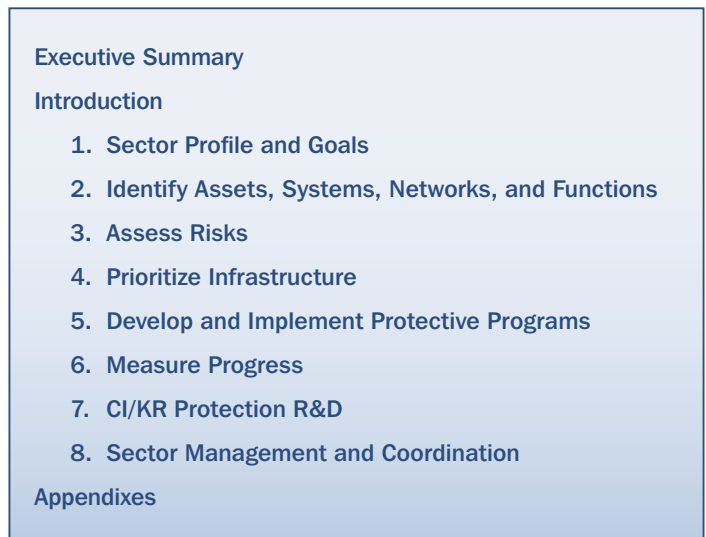 Executive Summary
Introduction
1. Sector Profile and Goals
2. Identify Assets, Systems, Networks, and Functions
3. Assess Risks
4. Prioritize Infrastructure
5. Develop and Implement Protective Programs
6. Measure Progress
7. CI/KR Protection R&D
8. Sector Management and Coordination
Appendixes